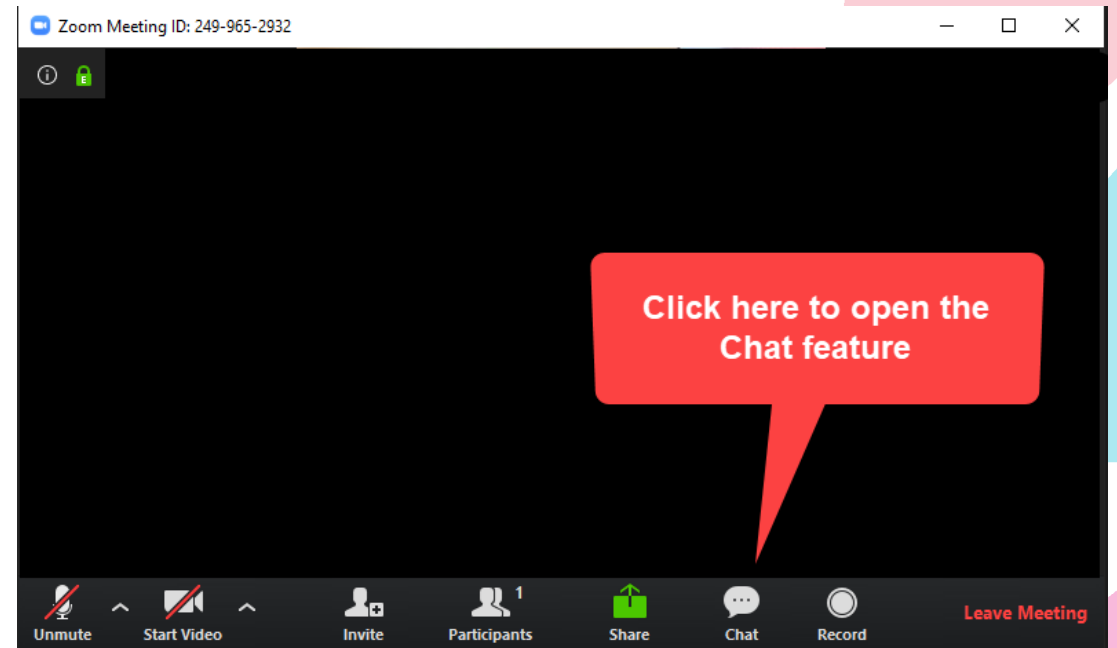 Zoom Meeting ID: 249-965-2932
E
Click here to open the
Chat feature
1
Unmute
Start Video
Invite
Participants
Share
Chat
Record
Leave Meeting